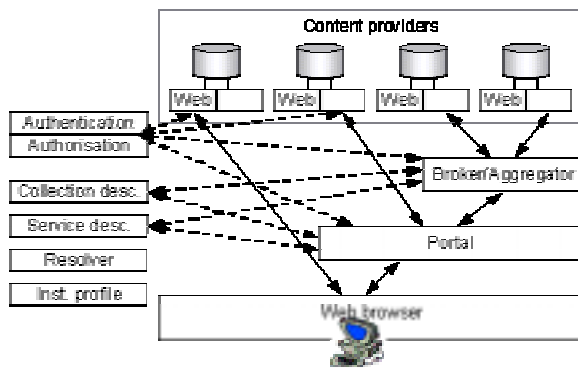 Content providers
Web Web Web Web
Authentication
Authorisation
Broker/Aggregator
Collection desc.
Service desc.
Portal
Resolver
Inst. profile
Web browser